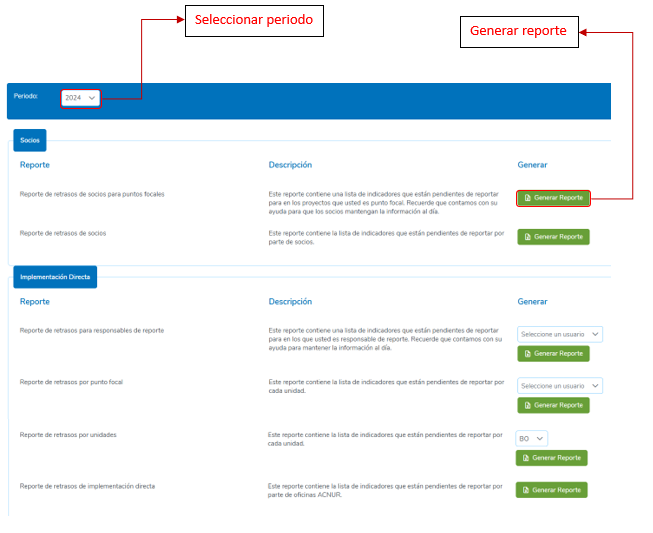 Seleccionar periodo
Generar reporte
Periodo:
2024
Socios
Reporte
Descripción
Generar
Reporte de retrasos de socios para puntos focales
Este reporte contiene una lista de indicadores que están pendientes de reportar
para en los proyectos que usted es punto focal. Recuerde que contamos con su
ayuda para que los socios mantengan la información al día.
Generar Reporte
Reporte de retrasos de socios
Este reporte contiene la lista de indicadores que están pendientes de reportar por
parte de socios.
Generar Reporte
Implementación Directa
Reporte
Descripción
Generar
Reporte de retrasos para responsables de reporte
Este reporte contiene una lista de indicadores que están pendientes de reportar
para en los que usted es responsable de reporte. Recuerde que contamos con su
ayuda para mantener la información al día.
Seleccione un usuario
Generar Reporte
Reporte de retrasos por punto focal
Este reporte contiene la lista de indicadores que están pendientes de reportar por
cada unidad.
Seleccione un usuario
Generar Reporte
Reporte de retrasos por unidades
Este reporte contiene la lista de indicadores que están pendientes de reportar por
cada unidad.
BO
Generar Reporte
Reporte de retrasos de implementación directa
Este reporte contiene la lista de indicadores que están pendientes de reportar por
parte de oficinas ACNUR.
Generar Reporte